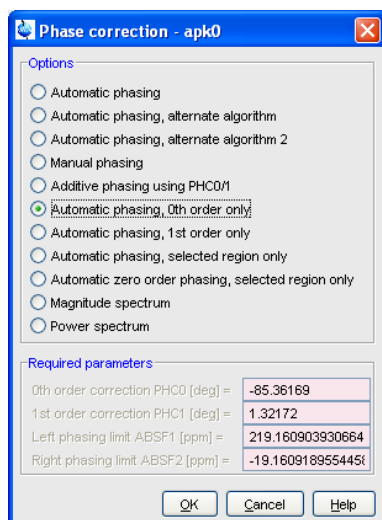 Phase correction - apk0
Options
Automatic phasing
Automatic phasing, alternate algorithm
Automatic phasing, alternate algorithm 2
Manual phasing
Additive phasing using PHC0/1
Automatic phasing, 0th order only
Automatic phasing, 1st order only
Automatic phasing, selected region only
Automatic zero order phasing, selected region only
Magnitude spectrum
Power spectrum
Required parameters
0th order correction PHC0 [deg] = -85.36169
1st order correction PHC1 [deg] = 1.32172
Left phasing limit ABSF1 [ppm] = 219.160903930664
Right phasing limit ABSF2 [ppm] = -19.1609189554458
OK Cancel Help